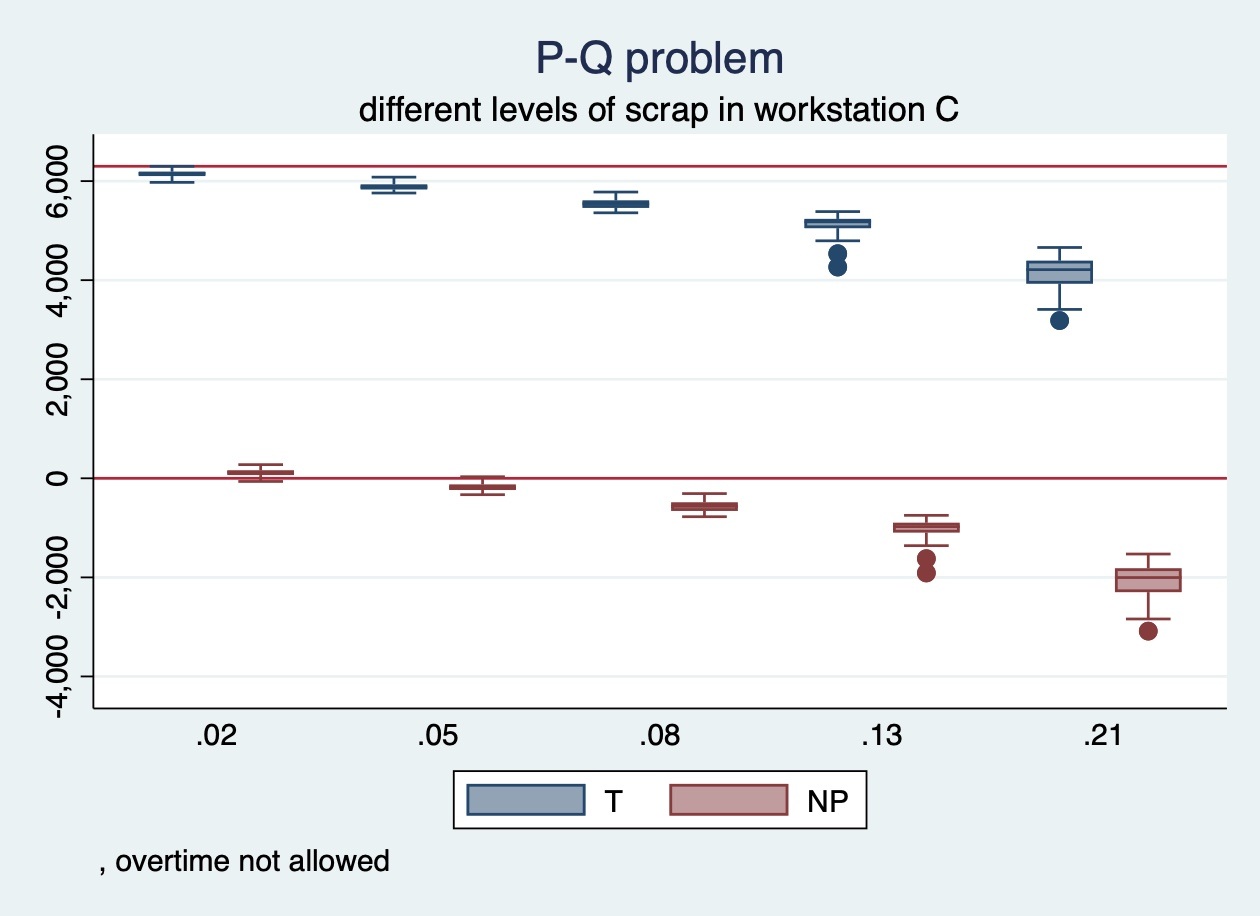 P-Q problem
different levels of scrap in workstation C
6,000
4,000
2,000
0
-2,000
-4,000
.02 .05 .08 .13 .21
T NP
, overtime not allowed